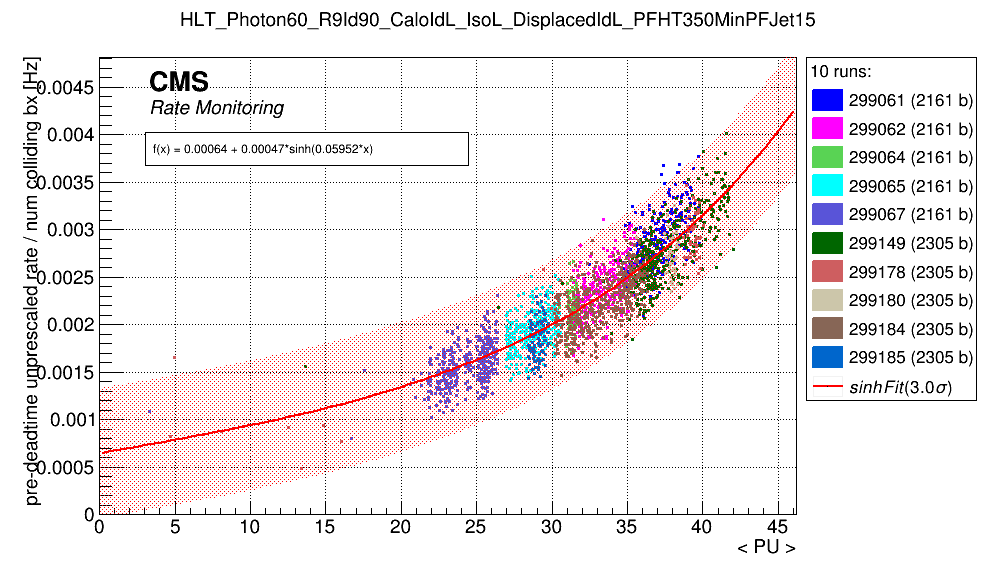 HLT_Photon60_R9Id90_CaloIdL_IsoL_DisplacedIdL_PFHT350MinPFJet15
pre-deadtime unprescaled rate / num colliding bx [Hz]
CMS
Rate Monitoring
f(x) = 0.00064 + 0.00047*sinh(0.05952*x)
0.0045
0.004
0.0035
0.003
0.0025
0.002
0.0015
0.001
0.0005
0
0 5 10 15 20 25 30 35 40 45
< PU >
10 runs:
299061 (2161 b)
299062 (2161 b)
299064 (2161 b)
299065 (2161 b)
299067 (2161 b)
299149 (2305 b)
299178 (2305 b)
299180 (2305 b)
299184 (2305 b)
299185 (2305 b)
sinhFit(3.0σ)